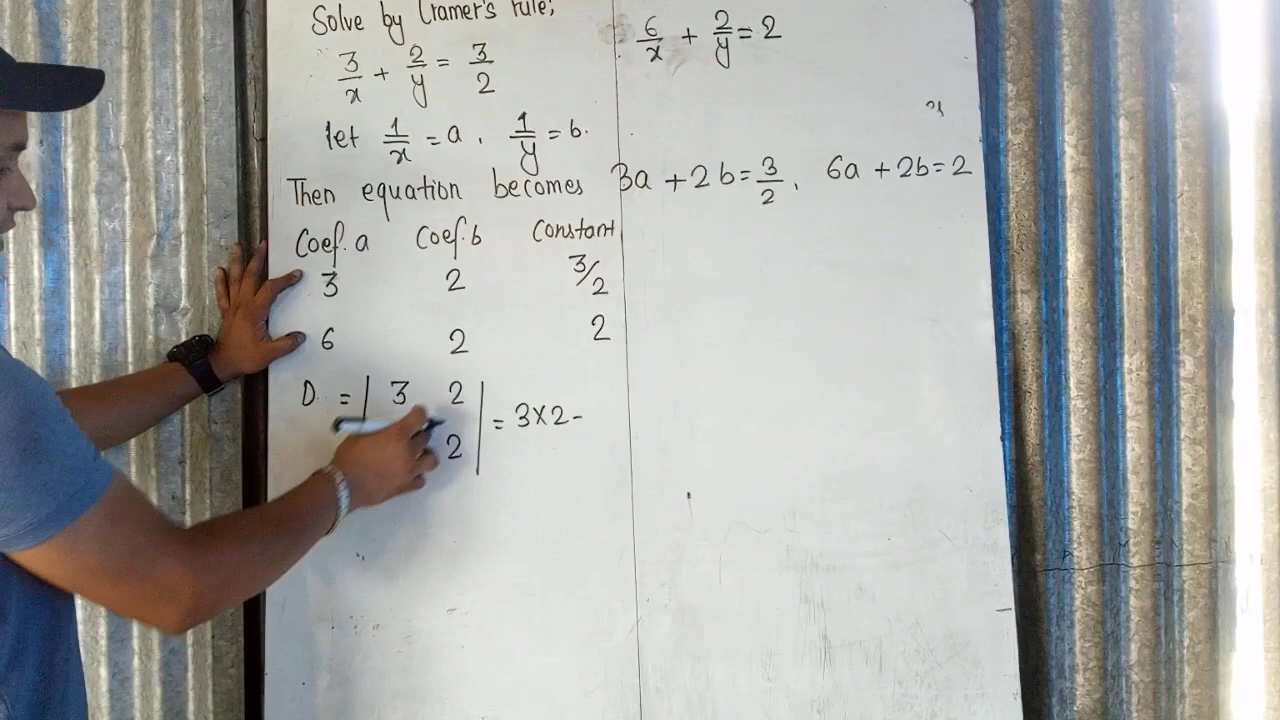 Solve by Cramer's rule;
3/x + 2/y = 3/2
6/x + 2/y = 2
let 1/x = a, 1/y = b.
Then equation becomes 3a + 2b = 3/2, 6a + 2b = 2
Coef. a Coef. b Constant
3 2 3/2
6 2 2
D = | 3 2 | = 3×2 -
2